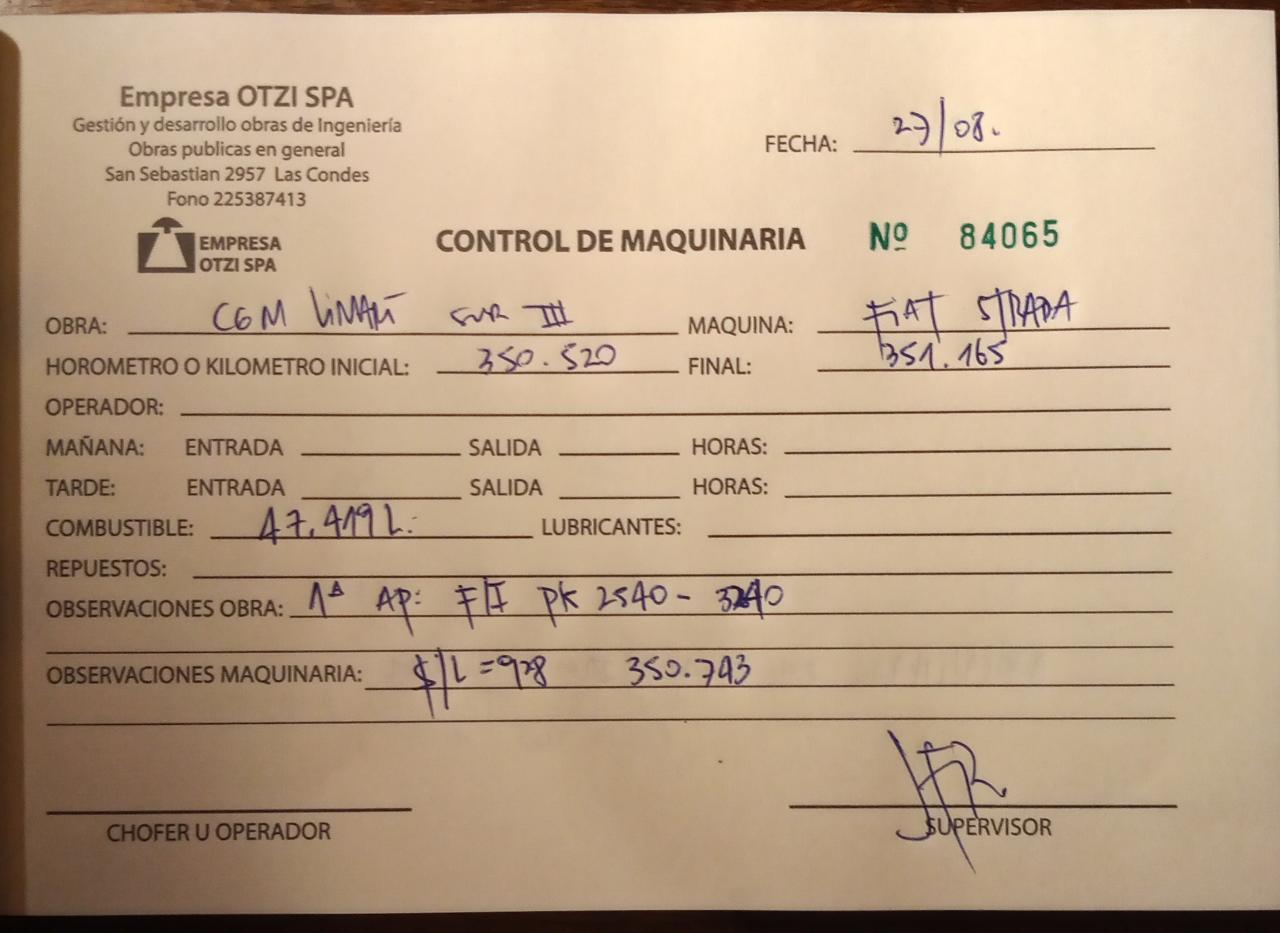 Empresa OTZI SPA
Gestión y desarrollo obras de Ingeniería
Obras publicas en general
San Sebastian 2957 Las Condes
Fono 225387413
EMPRESA
OTZI SPA
FECHA: 27/08.
CONTROL DE MAQUINARIA Nº 84065
OBRA: CGM LiMARÍ SUR III MAQUINA: FIAT STRADA
HOROMETRO O KILOMETRO INICIAL: 350.520 FINAL: 351.165
OPERADOR:
MAÑANA: ENTRADA SALIDA HORAS:
TARDE: ENTRADA SALIDA HORAS:
COMBUSTIBLE: 47.419 L. LUBRICANTES:
REPUESTOS:
OBSERVACIONES OBRA: 1ª AP: F/I PK 2540 - 3240
OBSERVACIONES MAQUINARIA: $/L = 928 350.743
CHOFER U OPERADOR SUPERVISOR